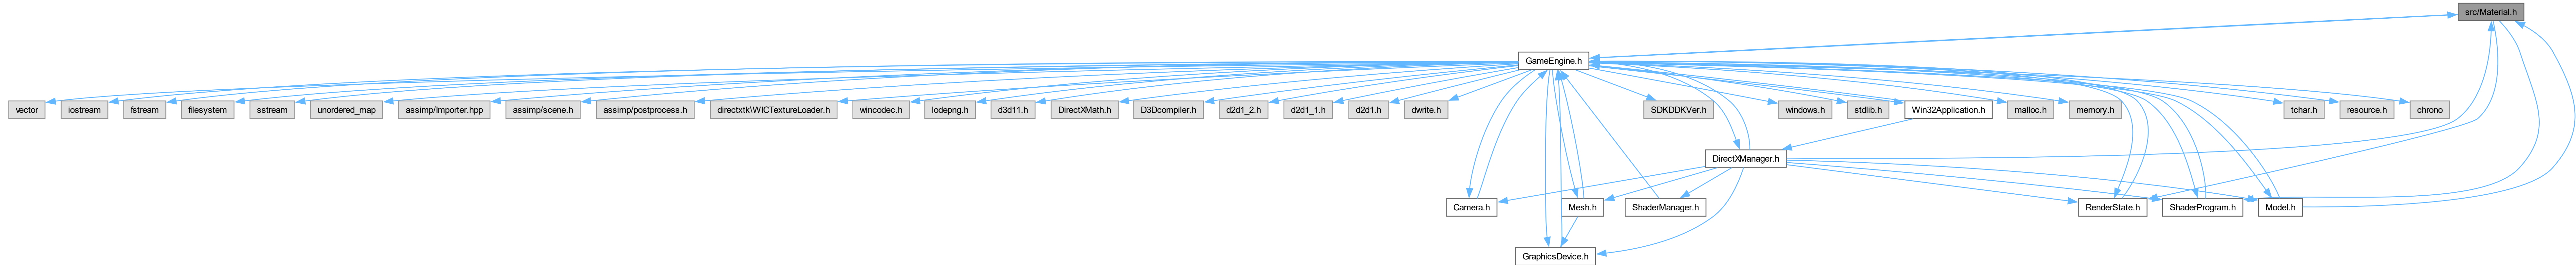 src/Material.h
GameEngine.h
vector
iostream
fstream
filesystem
sstream
unordered_map
assimp/Importer.hpp
assimp/scene.h
assimp/postprocess.h
directxtk\WICTextureLoader.h
wincodec.h
lodepng.h
d3d11.h
DirectXMath.h
D3Dcompiler.h
d2d1_2.h
d2d1_1.h
d2d1.h
dwrite.h
SDKDDKVer.h
windows.h
stdlib.h
Win32Application.h
malloc.h
memory.h
tchar.h
resource.h
chrono
DirectXManager.h
Camera.h
Mesh.h
ShaderManager.h
RenderState.h
ShaderProgram.h
Model.h
GraphicsDevice.h